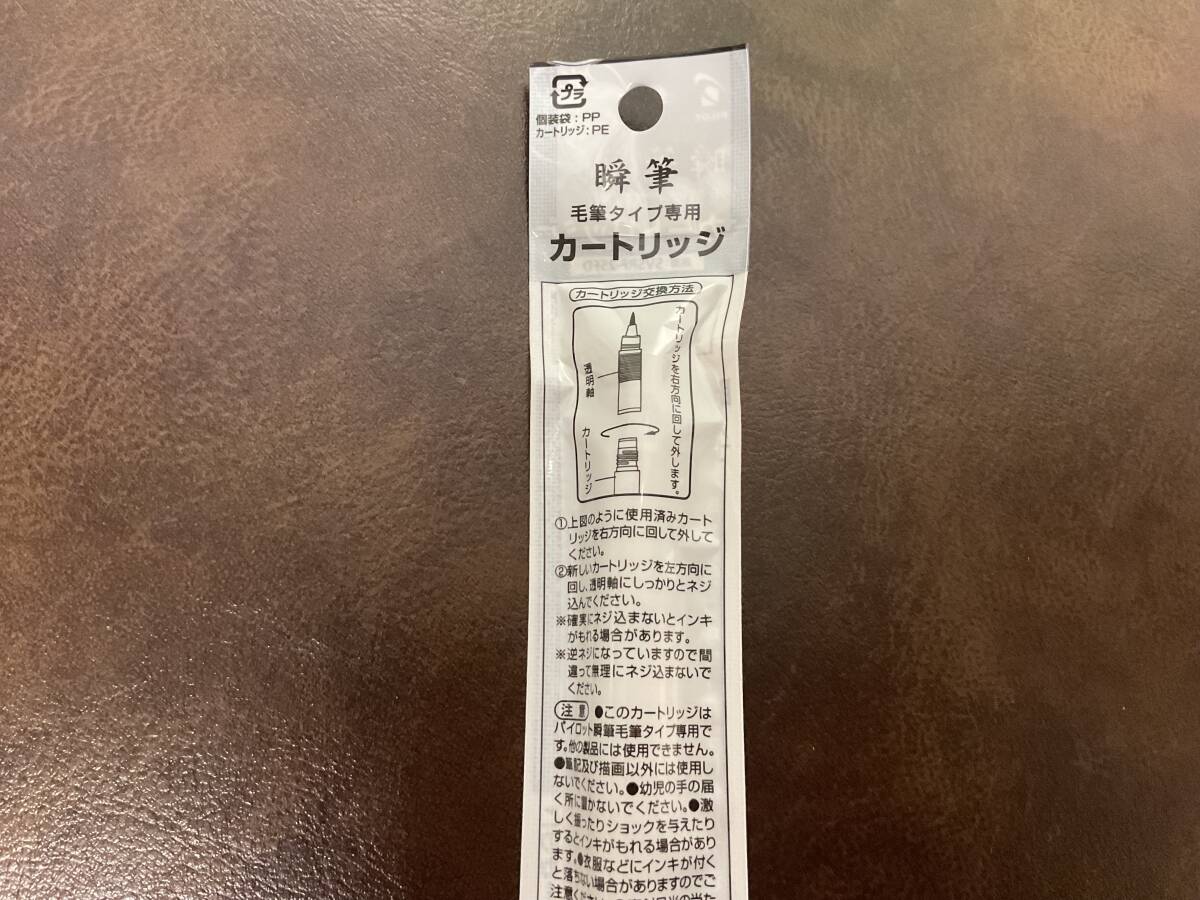 プラ
個装袋：PP
カートリッジ：PE
瞬筆
毛筆タイプ専用
カートリッジ
カートリッジ交換方法
カートリッジを右方向に回して外します。
透明軸
カートリッジ
①上図のように使用済みカート
リッジを右方向に回して外して
ください。
②新しいカートリッジを左方向に
回し、透明軸にしっかりとネジ
込んでください。
※確実にネジ込まないとインキ
がもれる場合があります。
※逆ネジになっていますので間
違って無理にネジ込まないで
ください。
注意 ●このカートリッジは
パイロット瞬筆毛筆タイプ専用で
す。他の製品には使用できません。
●筆記及び描画以外には使用し
ないでください。●幼児の手の届
く所に置かないでください。●激
しく振ったりショックを与えたり
するとインキがもれる場合があり
ます。●衣服などにインキが付く
と落ちない場合がありますのでご
注意ください。